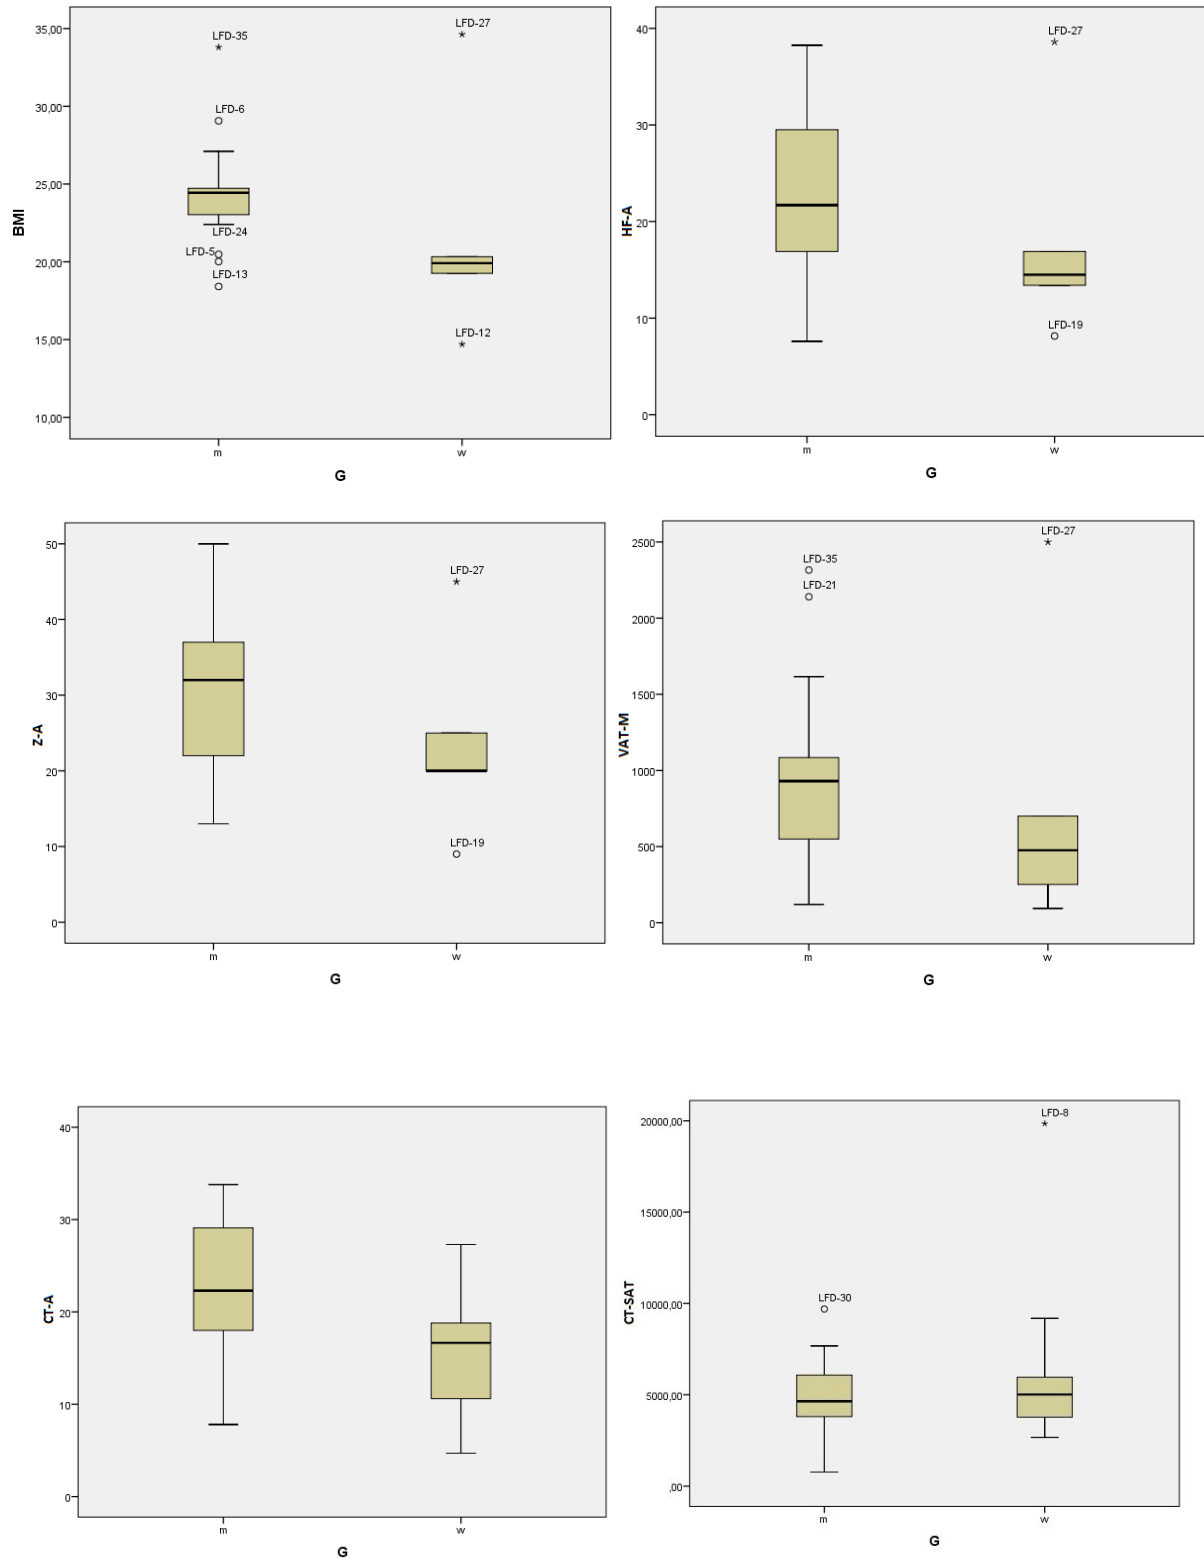 35,00
30,00
25,00
20,00
15,00
10,00
BMI
LFD-35
LFD-6
LFD-24
LFD-5
LFD-13
LFD-27
LFD-12
m
w
G
40
30
20
10
0
HF-A
LFD-27
LFD-19
m
w
G
50
40
30
20
10
0
Z-A
LFD-27
LFD-19
m
w
G
2500
2000
1500
1000
500
0
VAT-M
LFD-35
LFD-21
LFD-27
m
w
G
40
30
20
10
0
CT-A
m
w
G
20000,00
15000,00
10000,00
5000,00
,00
CT-SAT
LFD-30
LFD-8
m
w
G